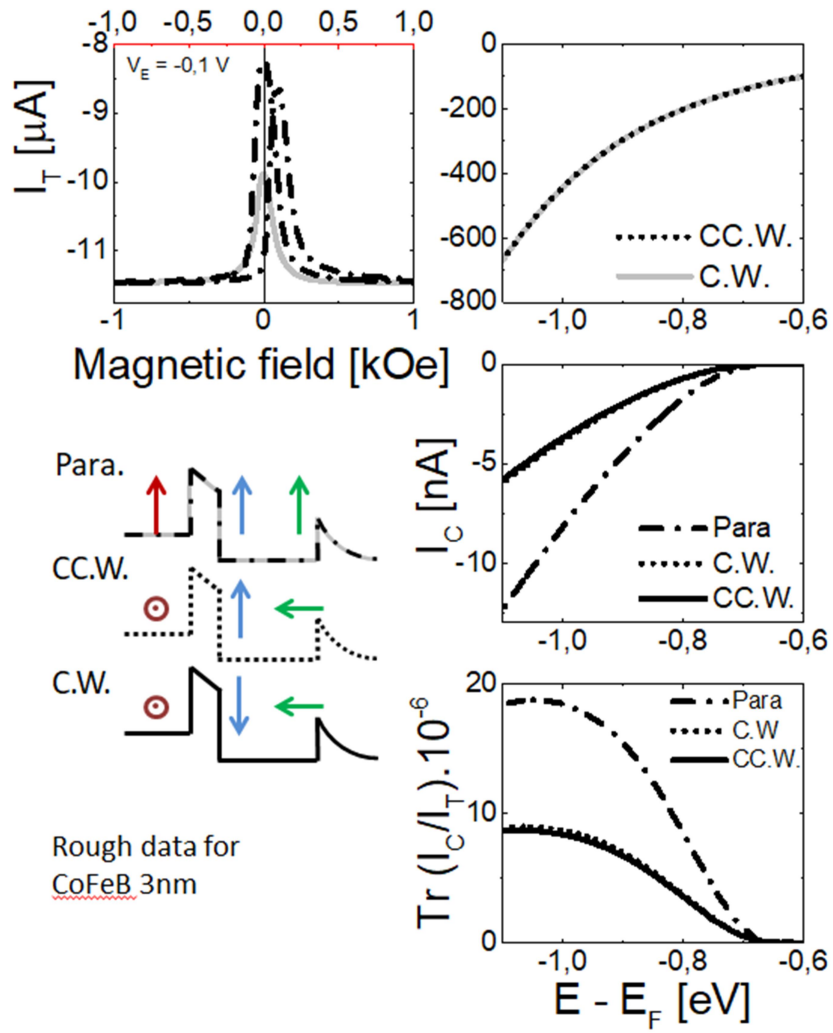 -1,0 -0,5 0,0 0,5 1,0
-8
-9
-10
-11
V_E = -0,1 V
I_T [µA]
-1 0 0 1
Magnetic field [kOe]
0
-200
-400
-600
-800
CC.W.
C.W.
-1,0 -0,8 -0,6
0
-5
-10
I_C [nA]
Para
C.W.
CC.W.
-1,0 -0,8 -0,6
Para.
CC.W.
C.W.
Rough data for
CoFeB 3nm
20
10
0
Tr (I_C/I_T).10^-6
Para
C.W
CC.W.
-1,0 -0,8 -0,6
E - E_F [eV]